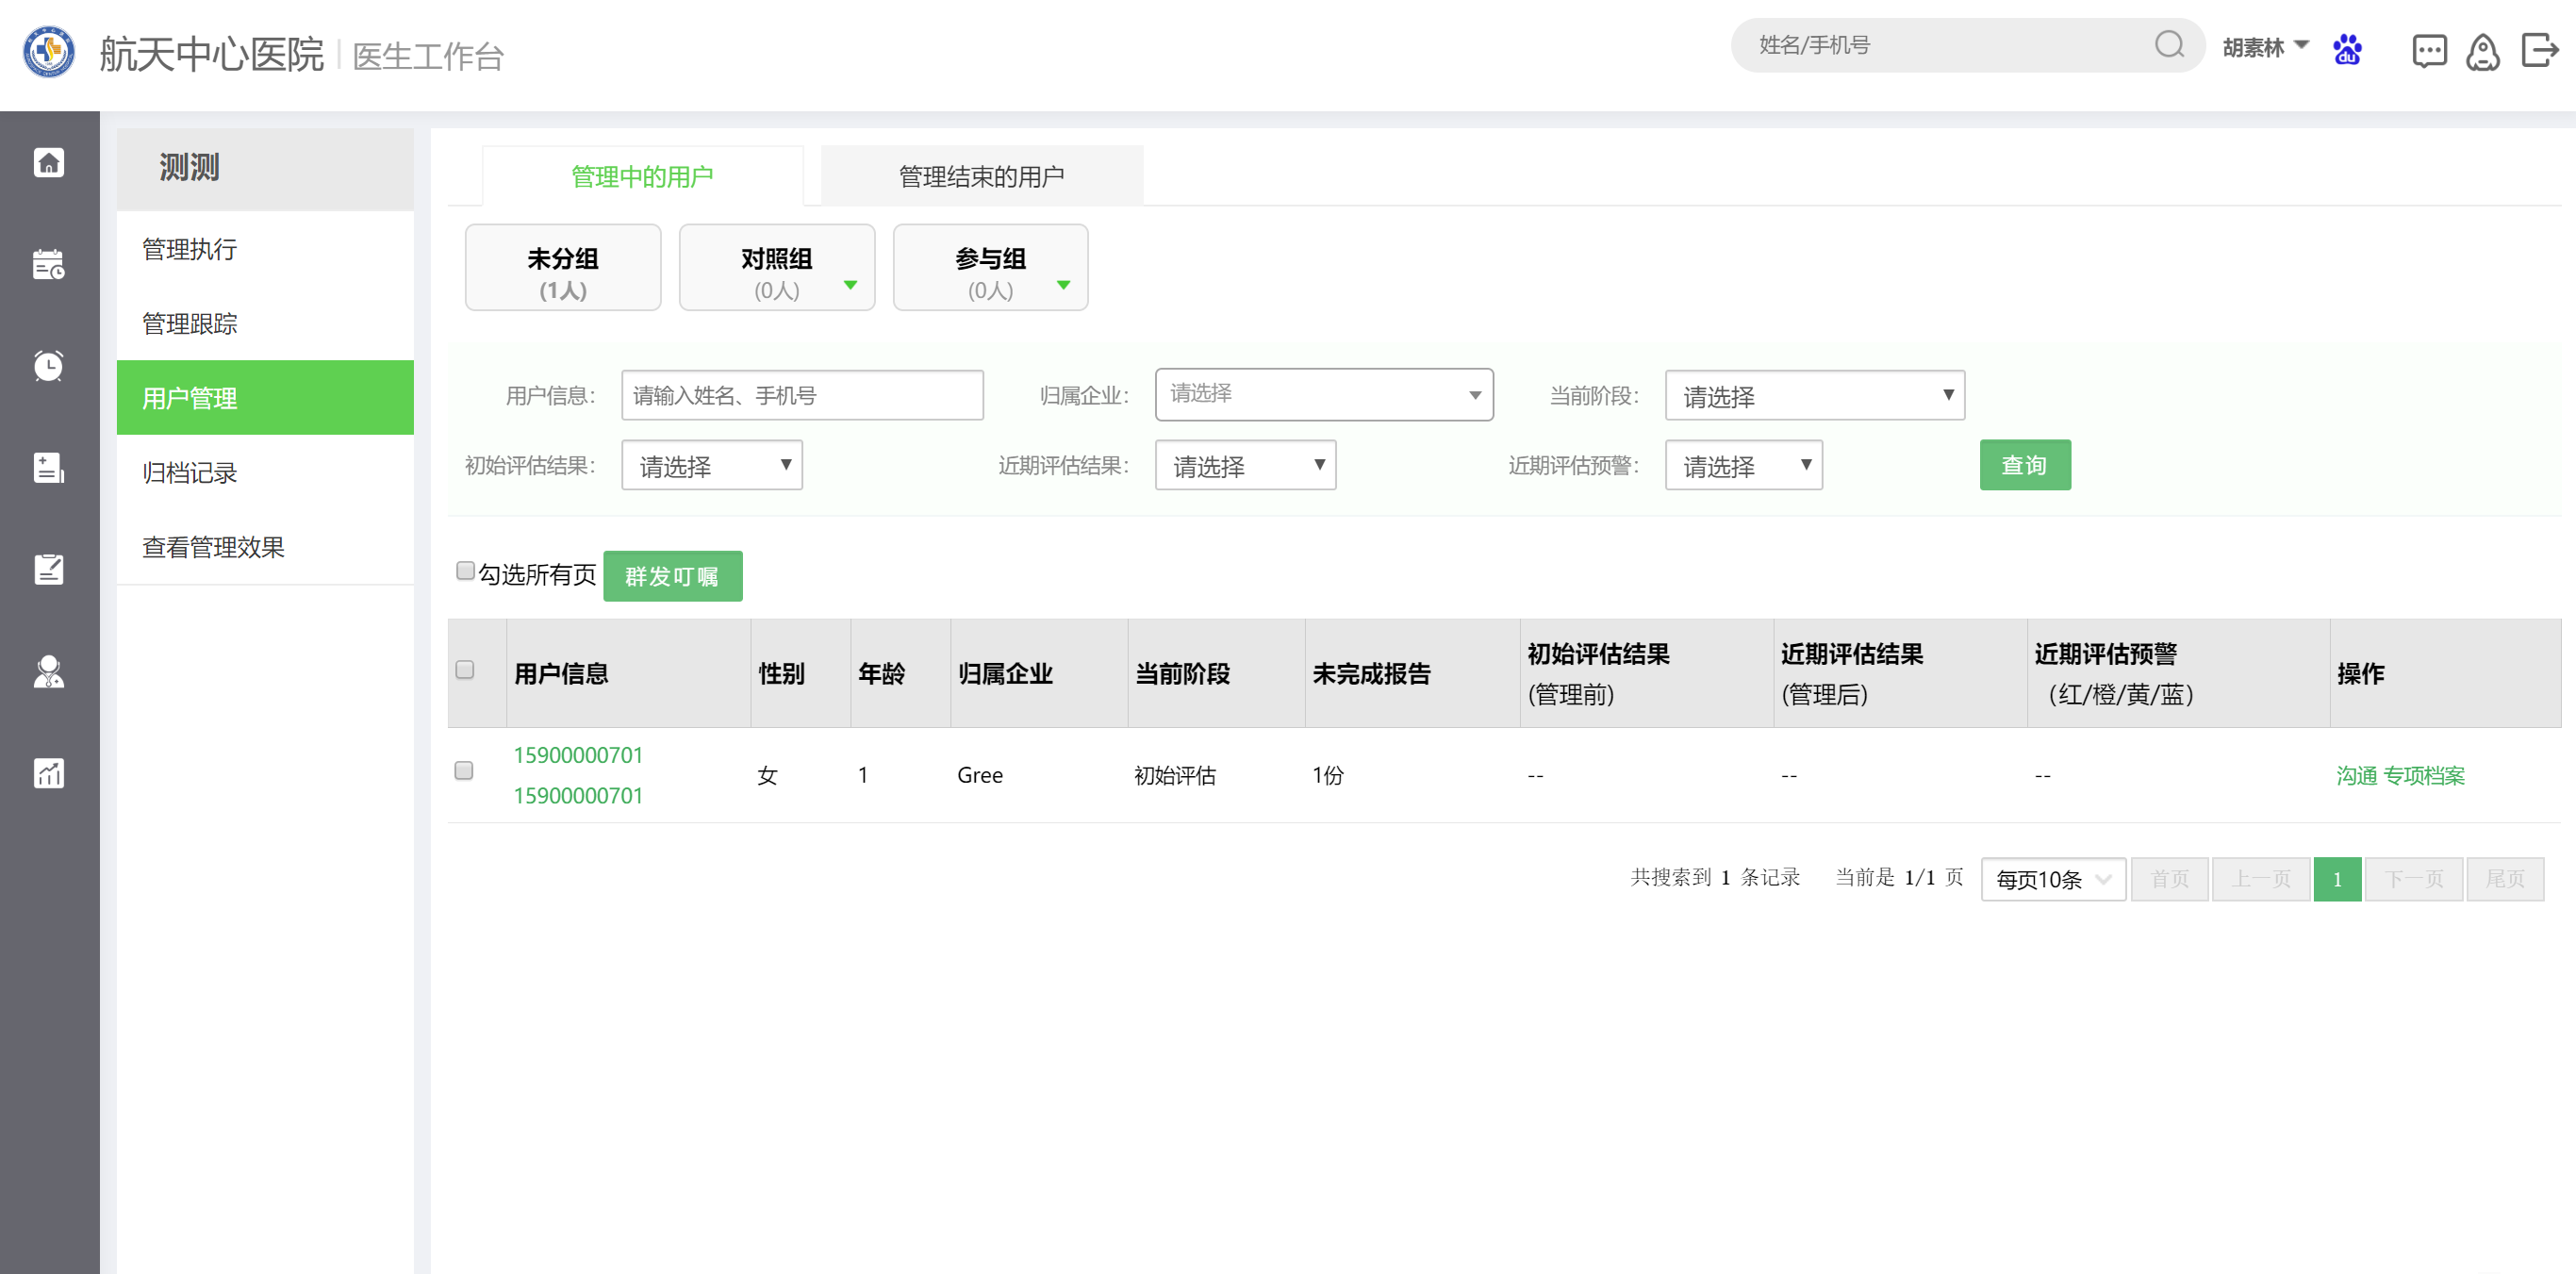 航天中心医院 医生工作台
姓名/手机号
胡素林
du
测测
管理执行
管理跟踪
用户管理
归档记录
查看管理效果
管理中的用户 管理结束的用户
未分组 对照组 参与组
(1人) (0人) (0人)
用户信息： 请输入姓名、手机号 归属企业： 请选择 当前阶段： 请选择
初始评估结果： 请选择 近期评估结果： 请选择 近期评估预警： 请选择 查询
勾选所有页 群发叮嘱
用户信息 性别 年龄 归属企业 当前阶段 未完成报告 初始评估结果 近期评估结果 近期评估预警 操作
(管理前) (管理后) （红/橙/黄/蓝）
15900000701
15900000701
女 1 Gree 初始评估 1份 -- -- -- 沟通 专项档案
共搜索到 1 条记录 当前是 1/1 页 每页10条 首页 上一页 1 下一页 尾页